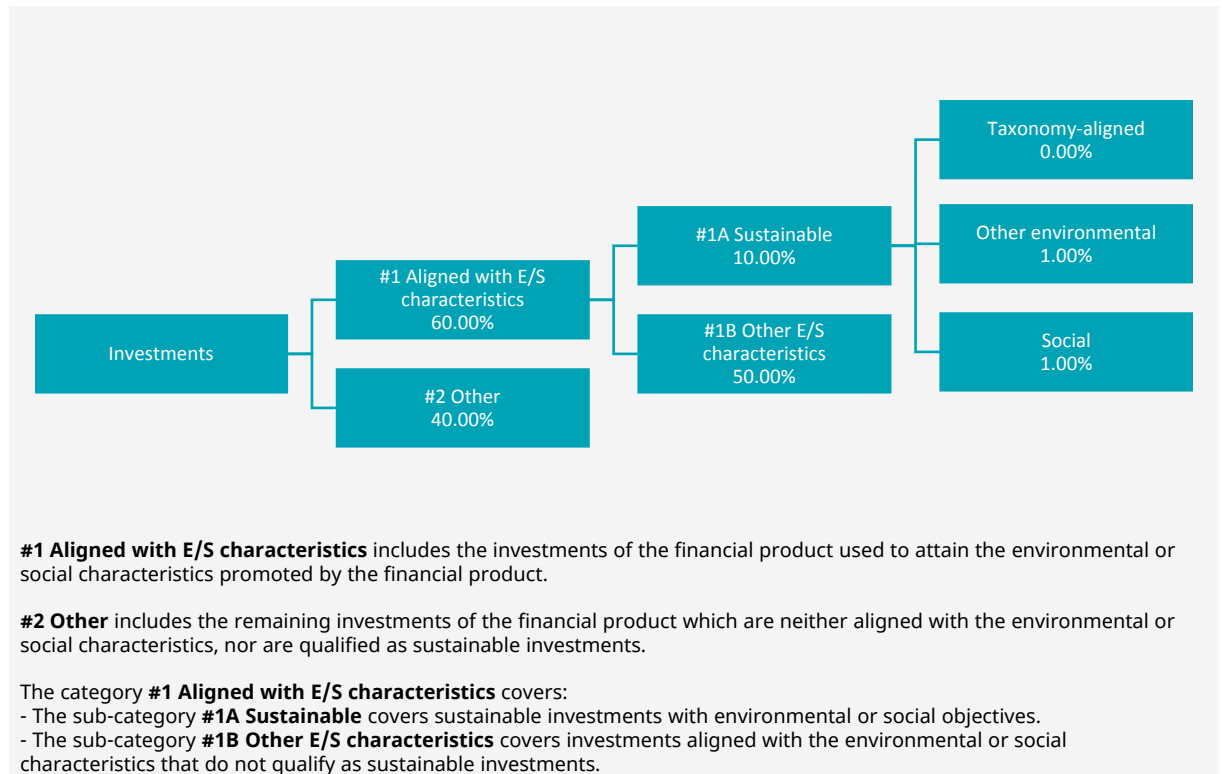 Investments
#1 Aligned with E/S
characteristics
60.00%
#2 Other
40.00%
#1A Sustainable
10.00%
#1B Other E/S
characteristics
50.00%
Taxonomy-aligned
0.00%
Other environmental
1.00%
Social
1.00%
#1 Aligned with E/S characteristics includes the investments of the financial product used to attain the environmental or
social characteristics promoted by the financial product.
#2 Other includes the remaining investments of the financial product which are neither aligned with the environmental or
social characteristics, nor are qualified as sustainable investments.
The category #1 Aligned with E/S characteristics covers:
- The sub-category #1A Sustainable covers sustainable investments with environmental or social objectives.
- The sub-category #1B Other E/S characteristics covers investments aligned with the environmental or social
characteristics that do not qualify as sustainable investments.